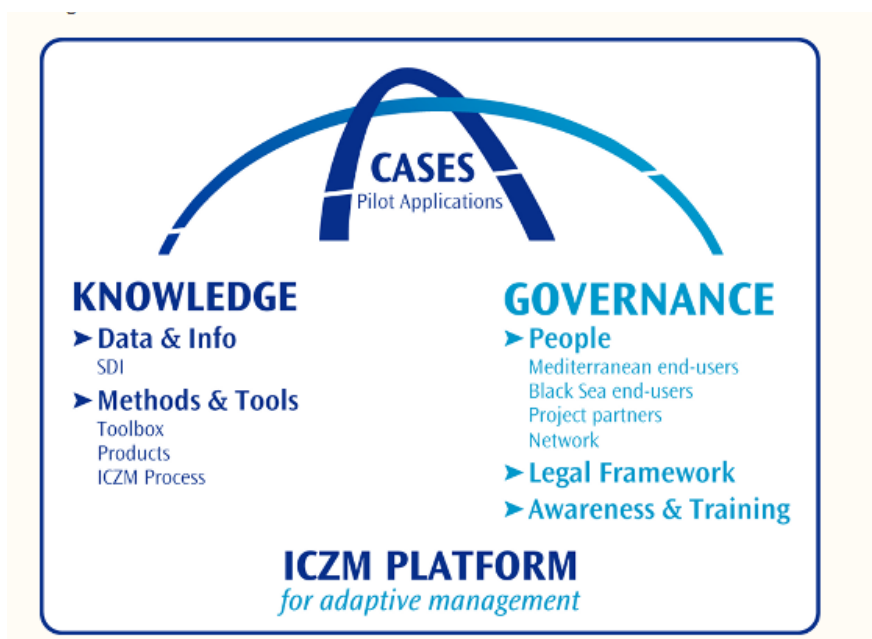 CASES
Pilot Applications
KNOWLEDGE
➤ Data & Info
SDI
➤ Methods & Tools
Toolbox
Products
ICZM Process
GOVERNANCE
➤ People
Mediterranean end-users
Black Sea end-users
Project partners
Network
➤ Legal Framework
➤ Awareness & Training
ICZM PLATFORM
for adaptive management